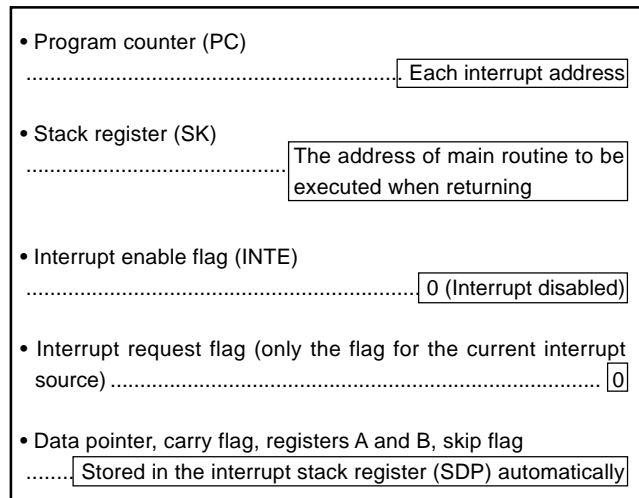 • Program counter (PC)
............................................................... Each interrupt address
• Stack register (SK)
The address of main routine to be
............................................
executed when returning
• Interrupt enable flag (INTE)
.................................................................. 0 (Interrupt disabled)
• Interrupt request flag (only the flag for the current interrupt
source) .................................................................................... 0
• Data pointer, carry flag, registers A and B, skip flag
........ Stored in the interrupt stack register (SDP) automatically